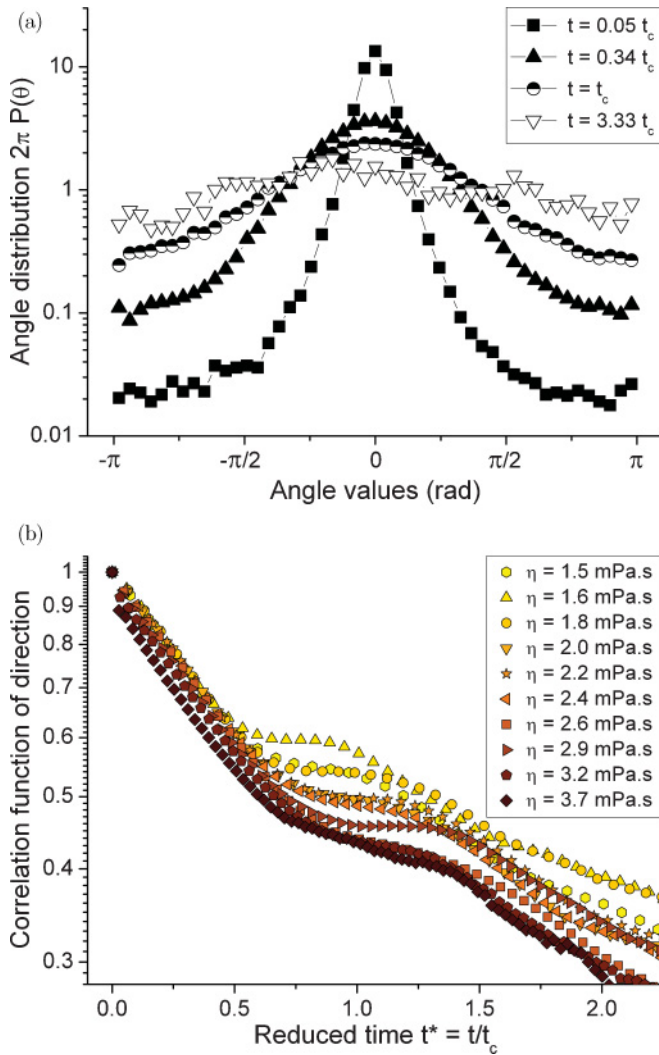 (a)
Angle distribution 2π P(θ)
10
1
0.1
0.01
t = 0.05 t_c
t = 0.34 t_c
t = t_c
t = 3.33 t_c
-π -π/2 0 π/2 π
Angle values (rad)
(b)
Correlation function of direction
1
0.9
0.8
0.7
0.6
0.5
0.4
0.3
η = 1.5 mPa.s
η = 1.6 mPa.s
η = 1.8 mPa.s
η = 2.0 mPa.s
η = 2.2 mPa.s
η = 2.4 mPa.s
η = 2.6 mPa.s
η = 2.9 mPa.s
η = 3.2 mPa.s
η = 3.7 mPa.s
0.0 0.5 1.0 1.5 2.0
Reduced time t* = t/t_c